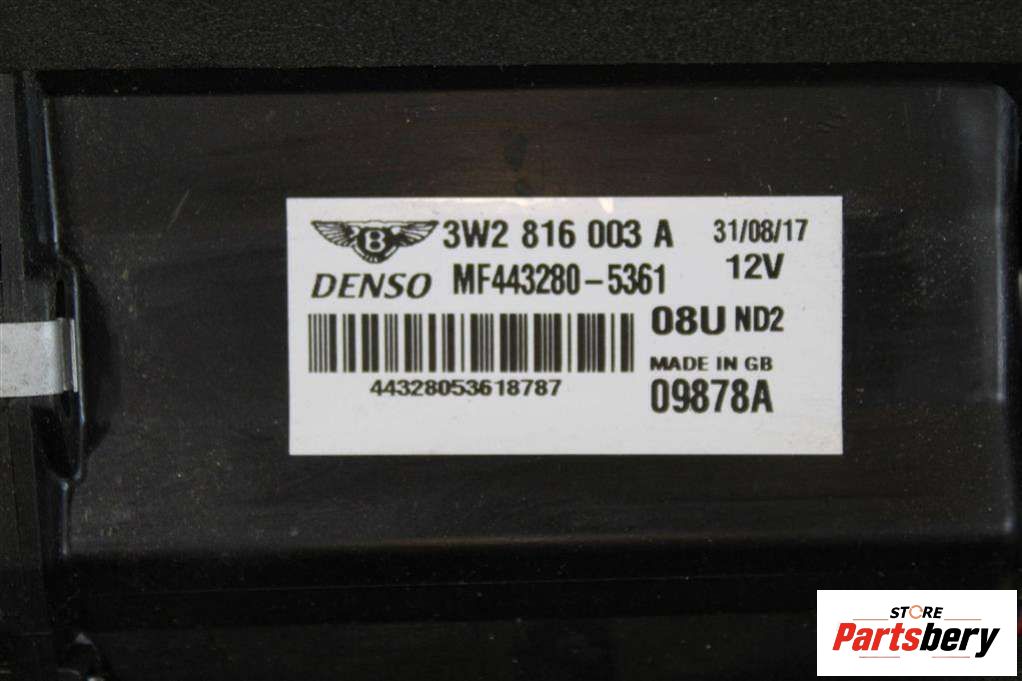 B 3W2 816 003 A 31/08/17
DENSO MF443280-5361 12V
08U ND2
MADE IN GB
44328053618787 09878A
STORE
Partsbery